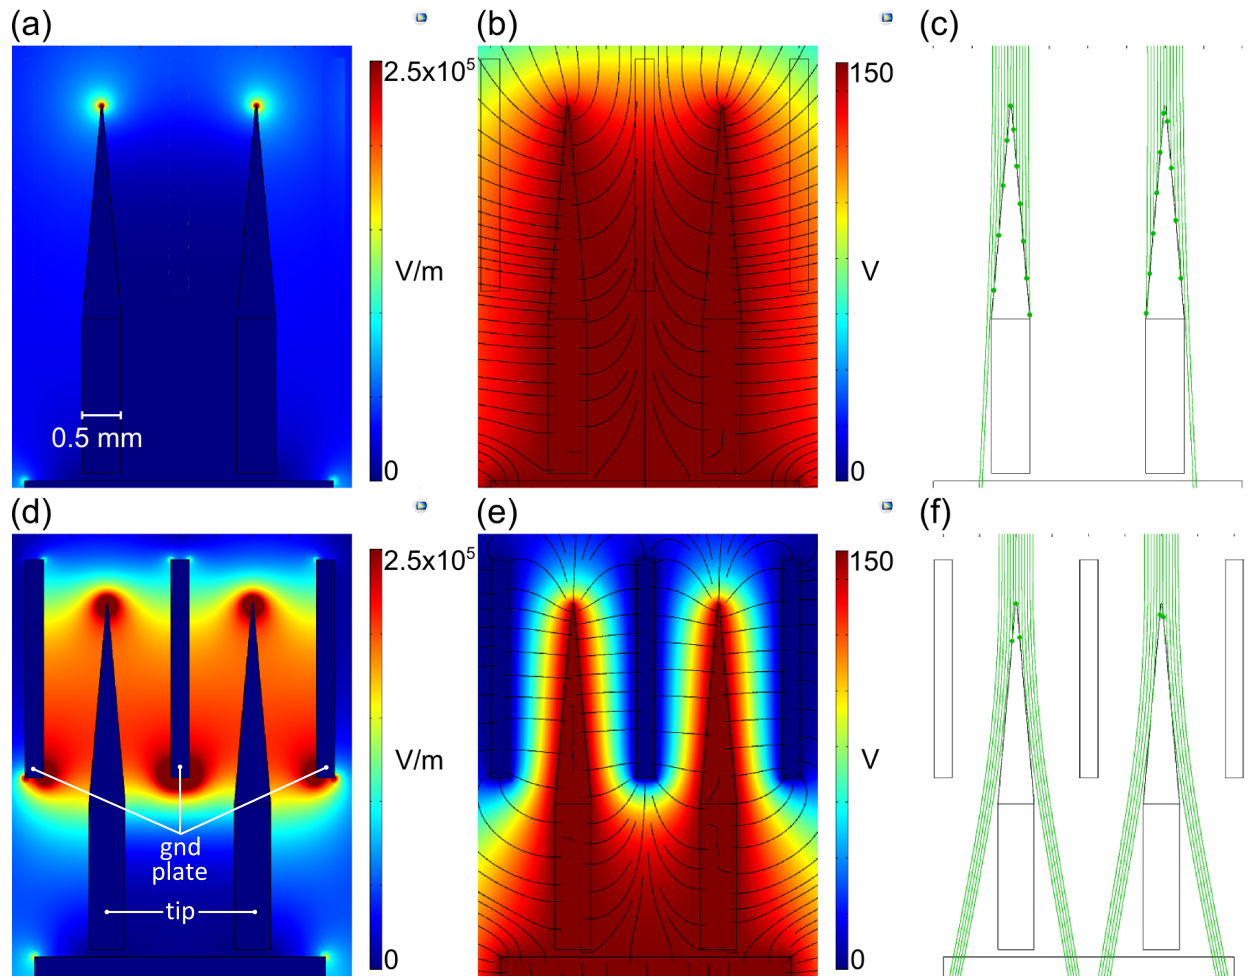 (a)
(b)
(c)
2.5x10⁵
V/m
0
0.5 mm
150
V
0
(d)
(e)
(f)
2.5x10⁵
V/m
0
gnd
plate
tip
150
V
0